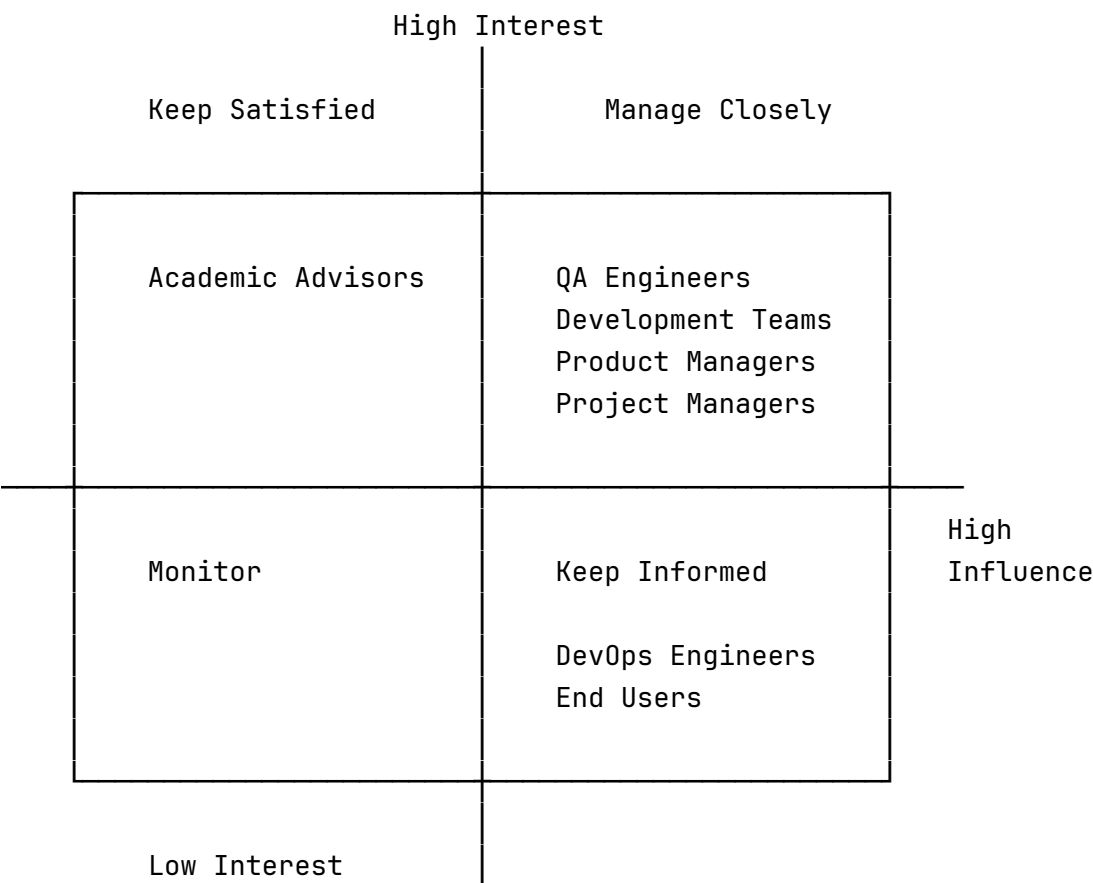 High Interest
Keep Satisfied Manage Closely
Academic Advisors QA Engineers
Development Teams
Product Managers
Project Managers
High
Monitor Keep Informed Influence
DevOps Engineers
End Users
Low Interest